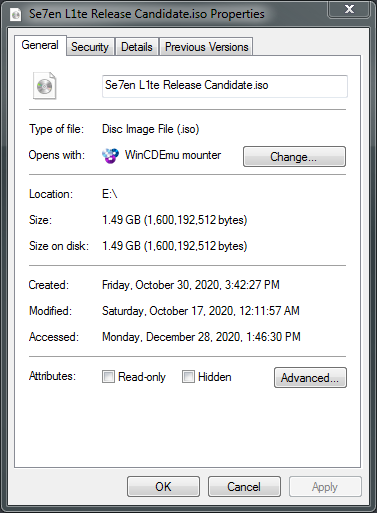 Se7en L1te Release Candidate.iso Properties
General Security Details Previous Versions
Se7en L1te Release Candidate.iso
Type of file: Disc Image File (.iso)
Opens with: WinCDEmu mounter Change...
Location: E:\
Size: 1.49 GB (1,600,192,512 bytes)
Size on disk: 1.49 GB (1,600,192,512 bytes)
Created: Friday, October 30, 2020, 3:42:27 PM
Modified: Saturday, October 17, 2020, 12:11:57 AM
Accessed: Monday, December 28, 2020, 1:46:30 PM
Attributes: Read-only Hidden Advanced...
OK Cancel Apply